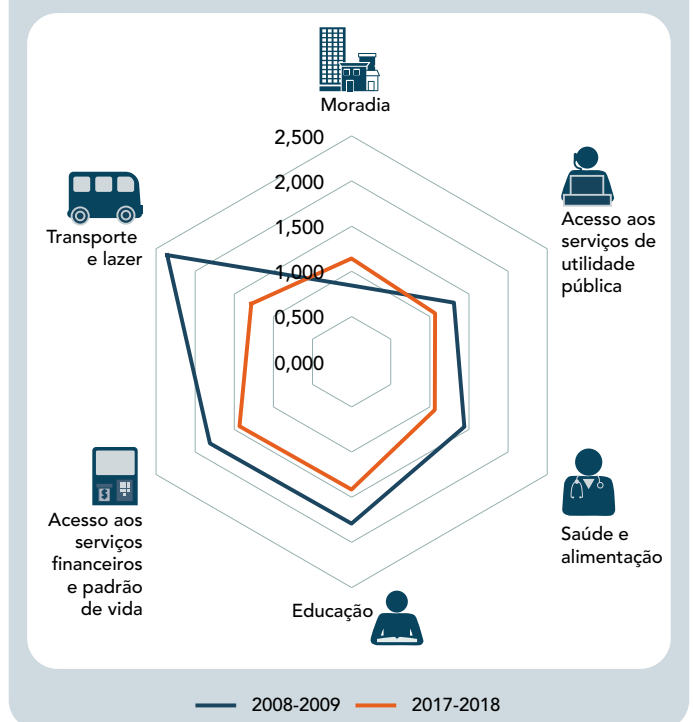 Moradia
2,500
2,000
1,500
1,000
0,500
0,000
Acesso aos
serviços de
utilidade
pública
Saúde e
alimentação
Educação
Acesso aos
serviços
financeiros
e padrão
de vida
Transporte
e lazer
$
2008-2009
2017-2018